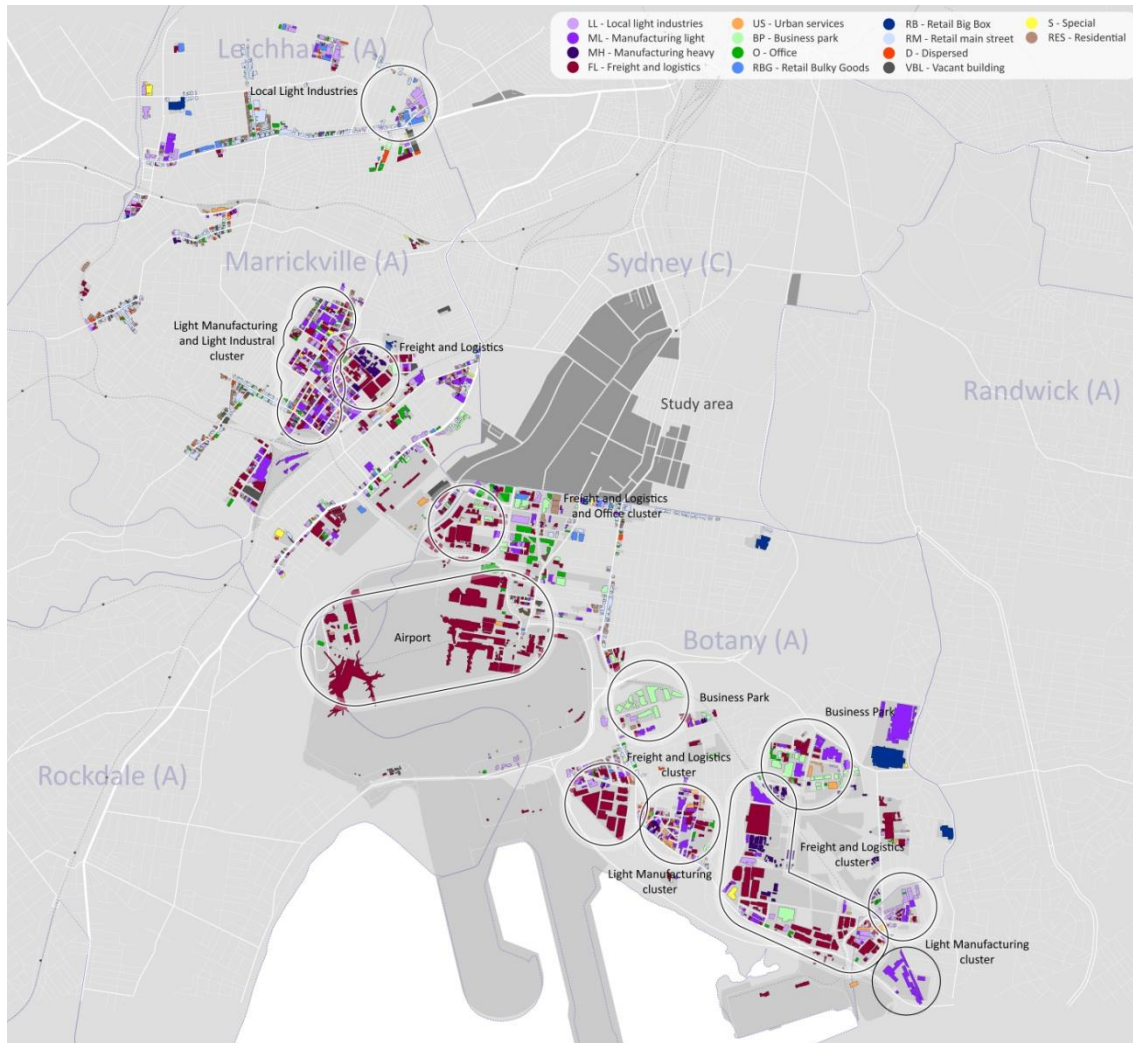 LL - Local light industries
ML - Manufacturing light
MH - Manufacturing heavy
FL - Freight and logistics
US - Urban services
BP - Business park
O - Office
RBG - Retail Bulky Goods
RB - Retail Big Box
RM - Retail main street
D - Dispersed
VBL - Vacant building
S - Special
RES - Residential
Leichhardt (A)
Local Light Industries
Marrickville (A)
Sydney (C)
Light Manufacturing
and Light Industral
cluster
Freight and Logistics
Randwick (A)
Study area
Freight and Logistics
and Office cluster
Airport
Botany (A)
Business Park
Business Park
Rockdale (A)
Freight and Logistics
cluster
Freight and Logistics
cluster
Light Manufacturing
cluster
Light Manufacturing
cluster